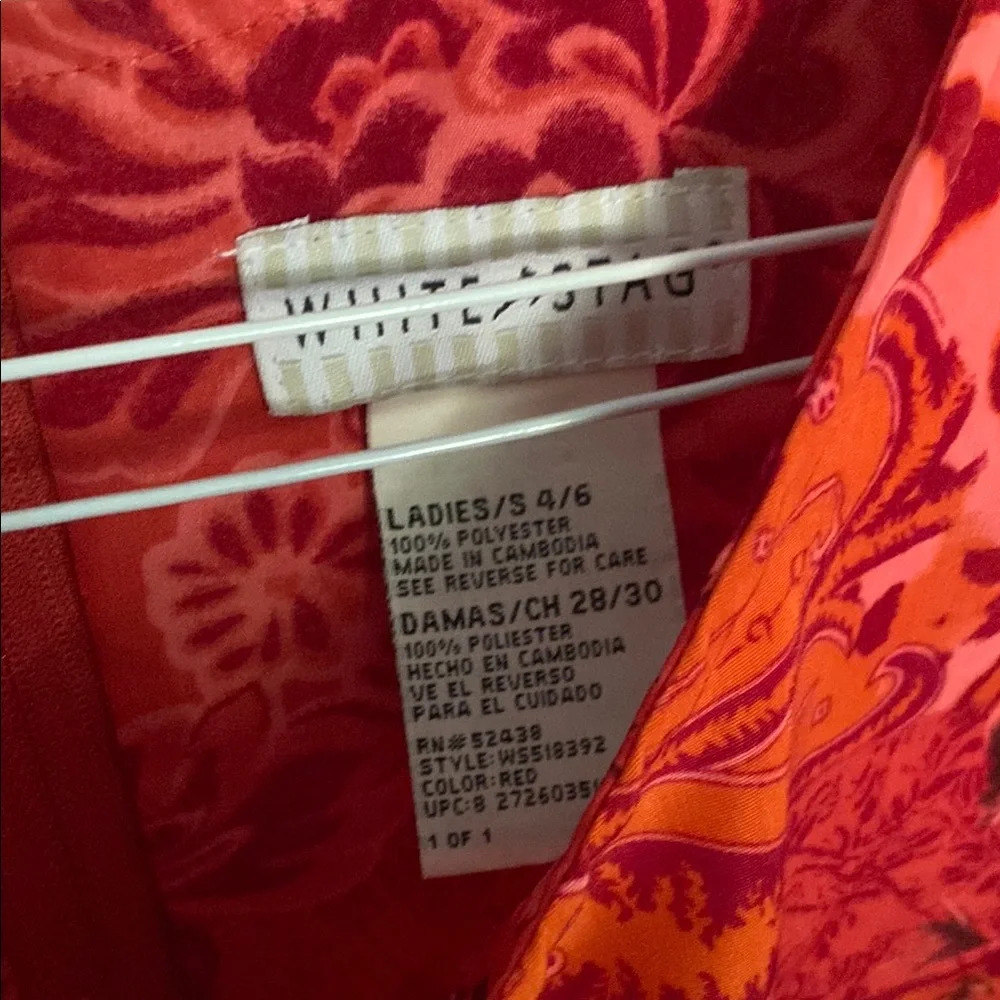 WHITE STAG
LADIES/S 4/6
100% POLYESTER
MADE IN CAMBODIA
SEE REVERSE FOR CARE
DAMAS/CH 28/30
100% POLIESTER
HECHO EN CAMBODIA
VE EL REVERSO
PARA EL CUIDADO
RN# 52438
STYLE: WS518392
COLOR: RED
UPC: 8
1 OF 1